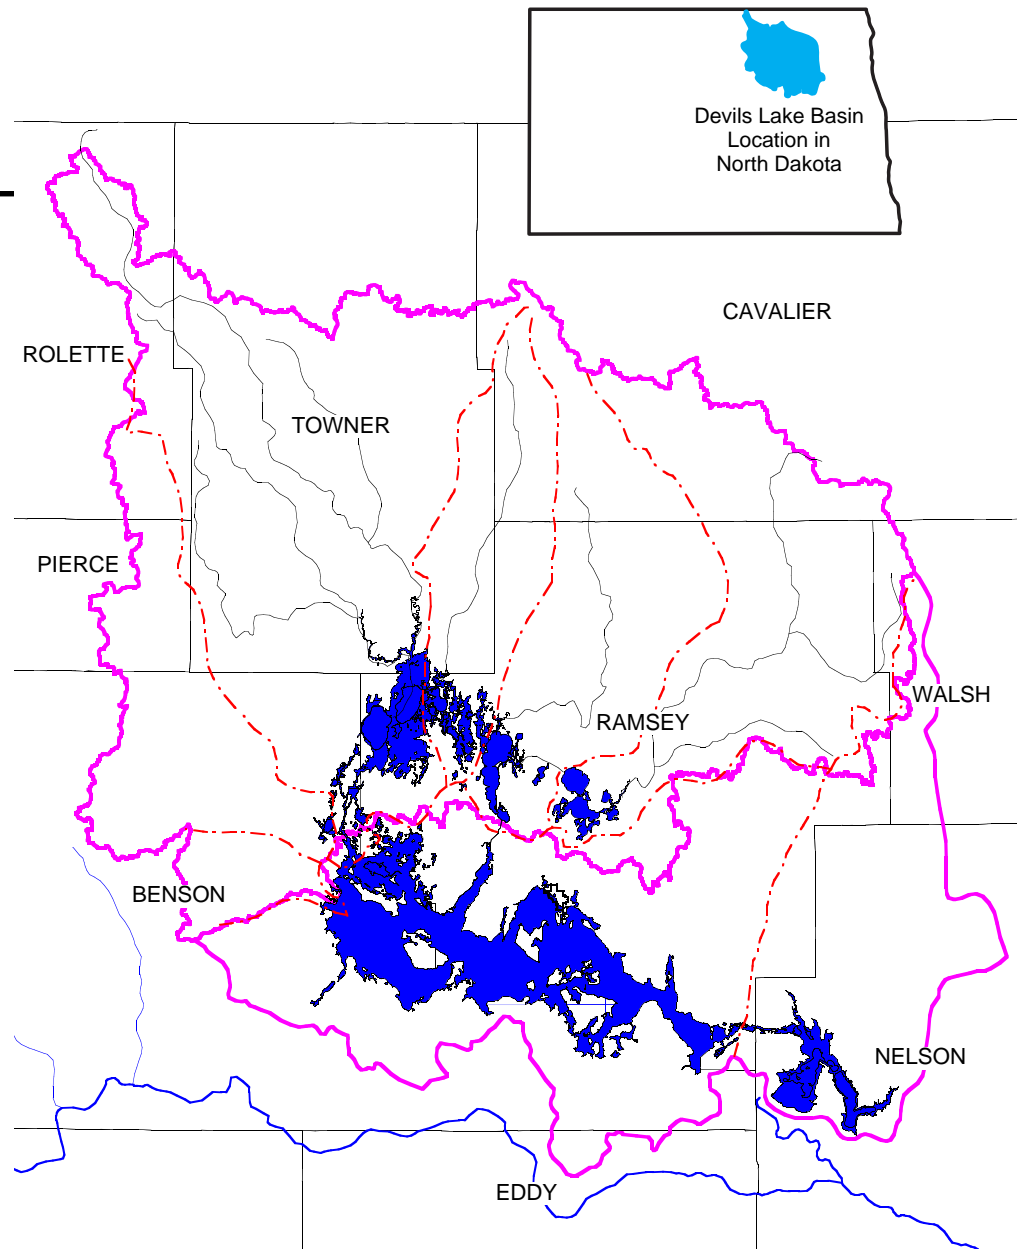 Devils Lake Basin
Location in
North Dakota
CAVALIER
ROLETTE
TOWNER
PIERCE
WALSH
RAMSEY
BENSON
NELSON
EDDY